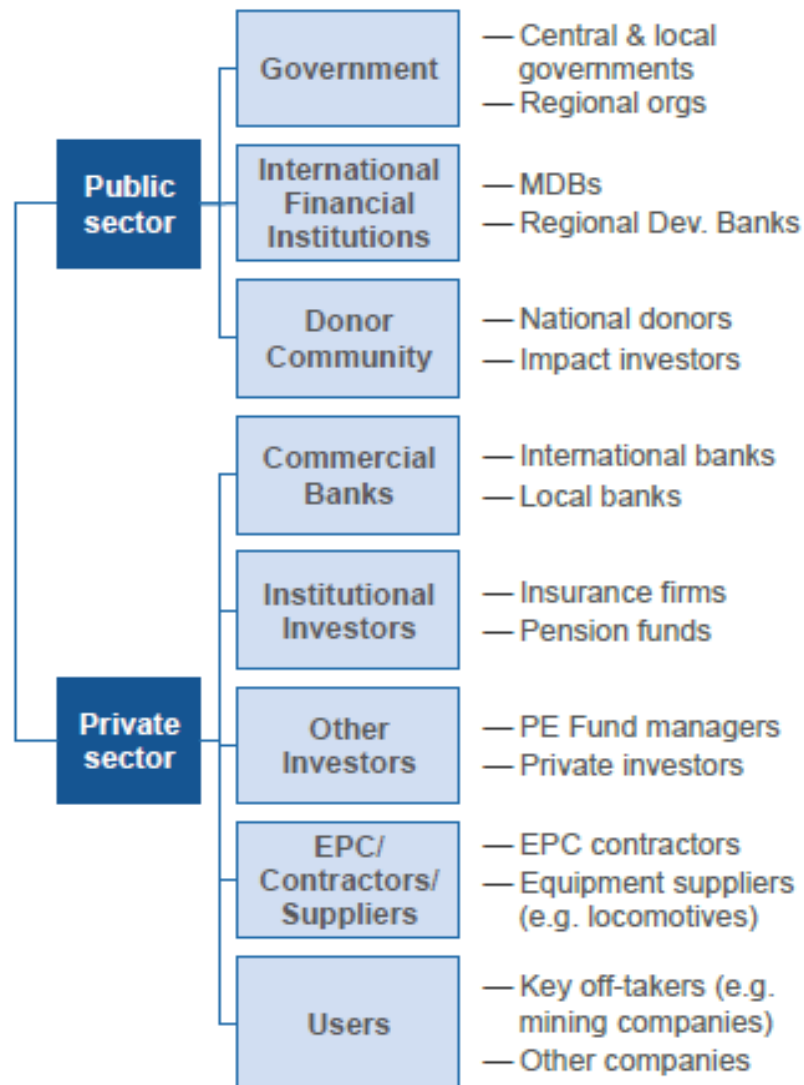 Public
sector
Government
— Central & local
governments
— Regional orgs
International
Financial
Institutions
— MDBs
— Regional Dev. Banks
Donor
Community
— National donors
— Impact investors
Private
sector
Commercial
Banks
— International banks
— Local banks
Institutional
Investors
— Insurance firms
— Pension funds
Other
Investors
— PE Fund managers
— Private investors
EPC/
Contractors/
Suppliers
— EPC contractors
— Equipment suppliers
(e.g. locomotives)
Users
— Key off-takers (e.g.
mining companies)
— Other companies